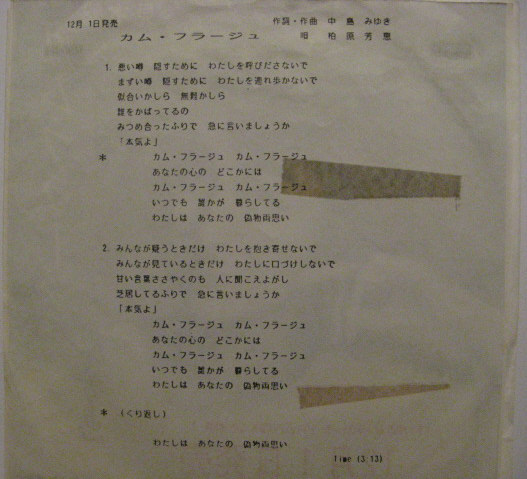 12月 1日発売
作詞・作曲 中 島 みゆき
カム・フラージュ 唄 柏 原 芳 恵
1. 悪い噂 隠すために わたしを呼びださないで
まずい噂 隠すために わたしを連れ歩かないで
似合いかしら 無割かしら
誰をかばってるの
みつめ合ったふりで 急に言いましょうか
「本気よ」
* カム・フラージュ カム・フラージュ
あなたの心の どこかには
カム・フラージュ カム・フラージュ
いつでも 誰かが 暮らしてる
わたしは あなたの 偽物両思い
2. みんなが疑うときだけ わたしを抱き寄せないで
みんなが見ているときだけ わたしに口づけしないで
甘い言葉ささやくのも 人に聞こえよがし
芝居してるふりで 急に言いましょうか
「本気よ」
カム・フラージュ カム・フラージュ
あなたの心の どこかには
カム・フラージュ カム・フラージュ
いつでも 誰かが 暮らしてる
わたしは あなたの 偽物両思い
* (くり返し)
わたしは あなたの 偽物両思い
Time (3:13)